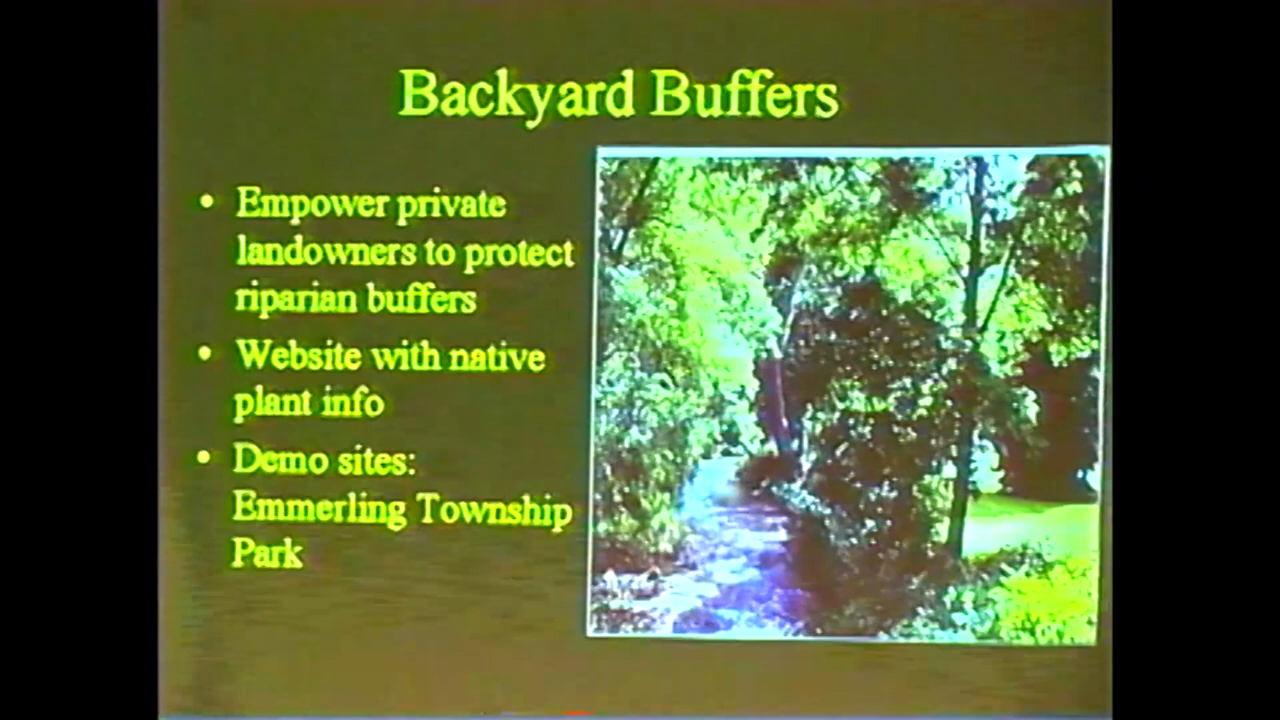 Backyard Buffers
• Empower private
landowners to protect
riparian buffers
• Website with native
plant info
• Demo sites:
Emmerling Township
Park